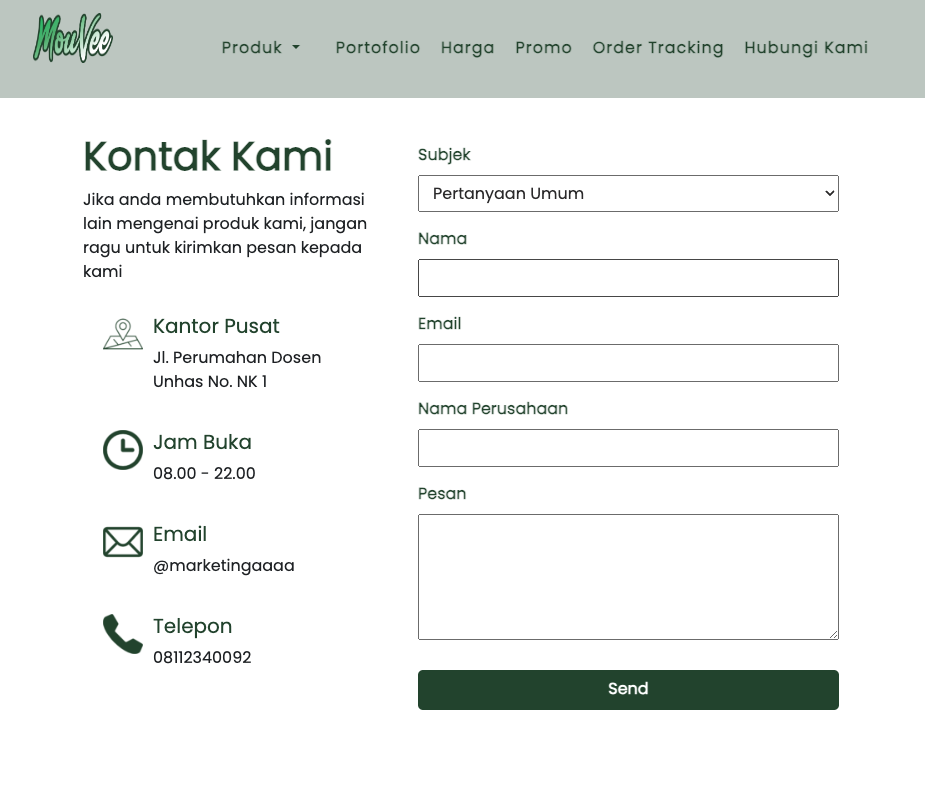 MouVee
Produk
Portofolio
Harga
Promo
Order Tracking
Hubungi Kami
Kontak Kami
Jika anda membutuhkan informasi
lain mengenai produk kami, jangan
ragu untuk kirimkan pesan kepada
kami
Kantor Pusat
Jl. Perumahan Dosen
Unhas No. NK 1
Jam Buka
08.00 - 22.00
Email
@marketingaaaa
Telepon
08112340092
Subjek
Pertanyaan Umum
Nama
Email
Nama Perusahaan
Pesan
Send